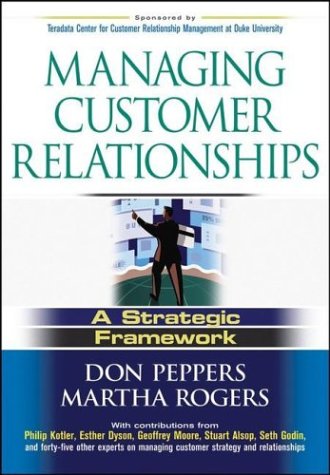 Sponsored by
Teradata Center for Customer Relationship Management at Duke University
MANAGING
CUSTOMER
RELATIONSHIPS
A Strategic
Framework
DON PEPPERS
MARTHA ROGERS
With contributions from
Philip Kotler, Esther Dyson, Geoffrey Moore, Stuart Alsop, Seth Godin,
and forty-five other experts on managing customer strategy and relationships